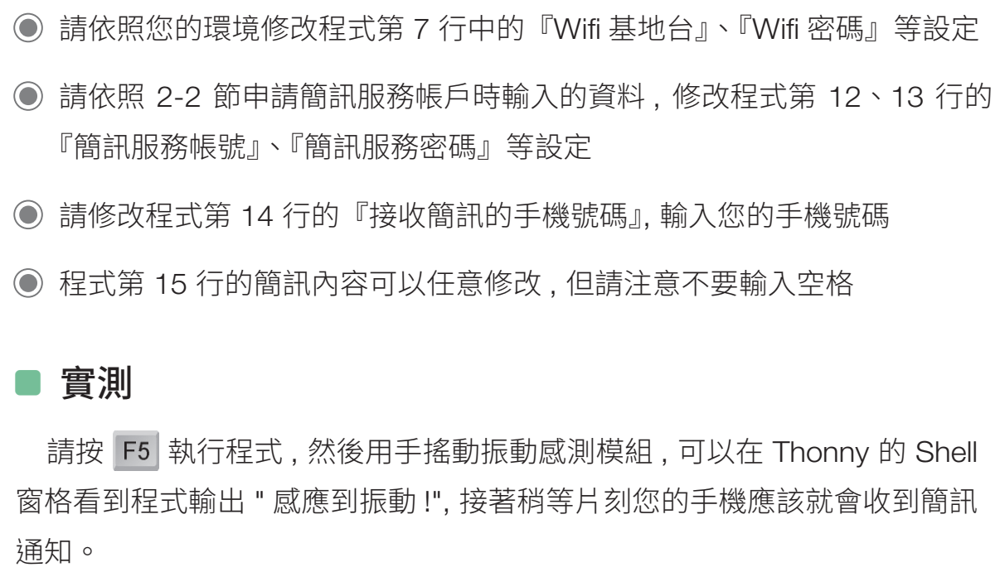 ◉ 請依照您的環境修改程式第 7 行中的『Wifi 基地台』、『Wifi 密碼』等設定
◉ 請依照 2-2 節申請簡訊服務帳戶時輸入的資料 , 修改程式第 12、13 行的
『簡訊服務帳號』、『簡訊服務密碼』等設定
◉ 請修改程式第 14 行的『接收簡訊的手機號碼』, 輸入您的手機號碼
◉ 程式第 15 行的簡訊內容可以任意修改 , 但請注意不要輸入空格
■ 實測
請按 F5 執行程式 , 然後用手搖動振動感測模組 , 可以在 Thonny 的 Shell
窗格看到程式輸出 " 感應到振動 !", 接著稍等片刻您的手機應該就會收到簡訊
通知。